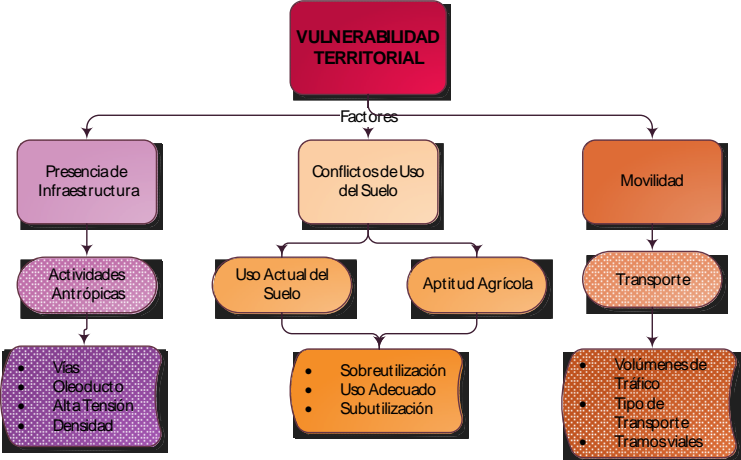 VULNERABILIDAD
TERRITORIAL
Factores
Presencia de
Infraestructura
Conflictos de Uso
del Suelo
Movilidad
Actividades
Antrópicas
Uso Actual del
Suelo
Aptitud Agrícola
Transporte
• Vías
• Oleoducto
• Alta Tensión
• Densidad
• Sobreutilización
• Uso Adecuado
• Subutilización
• Volúmenes de
Tráfico
• Tipo de
Transporte
• Tramos viales